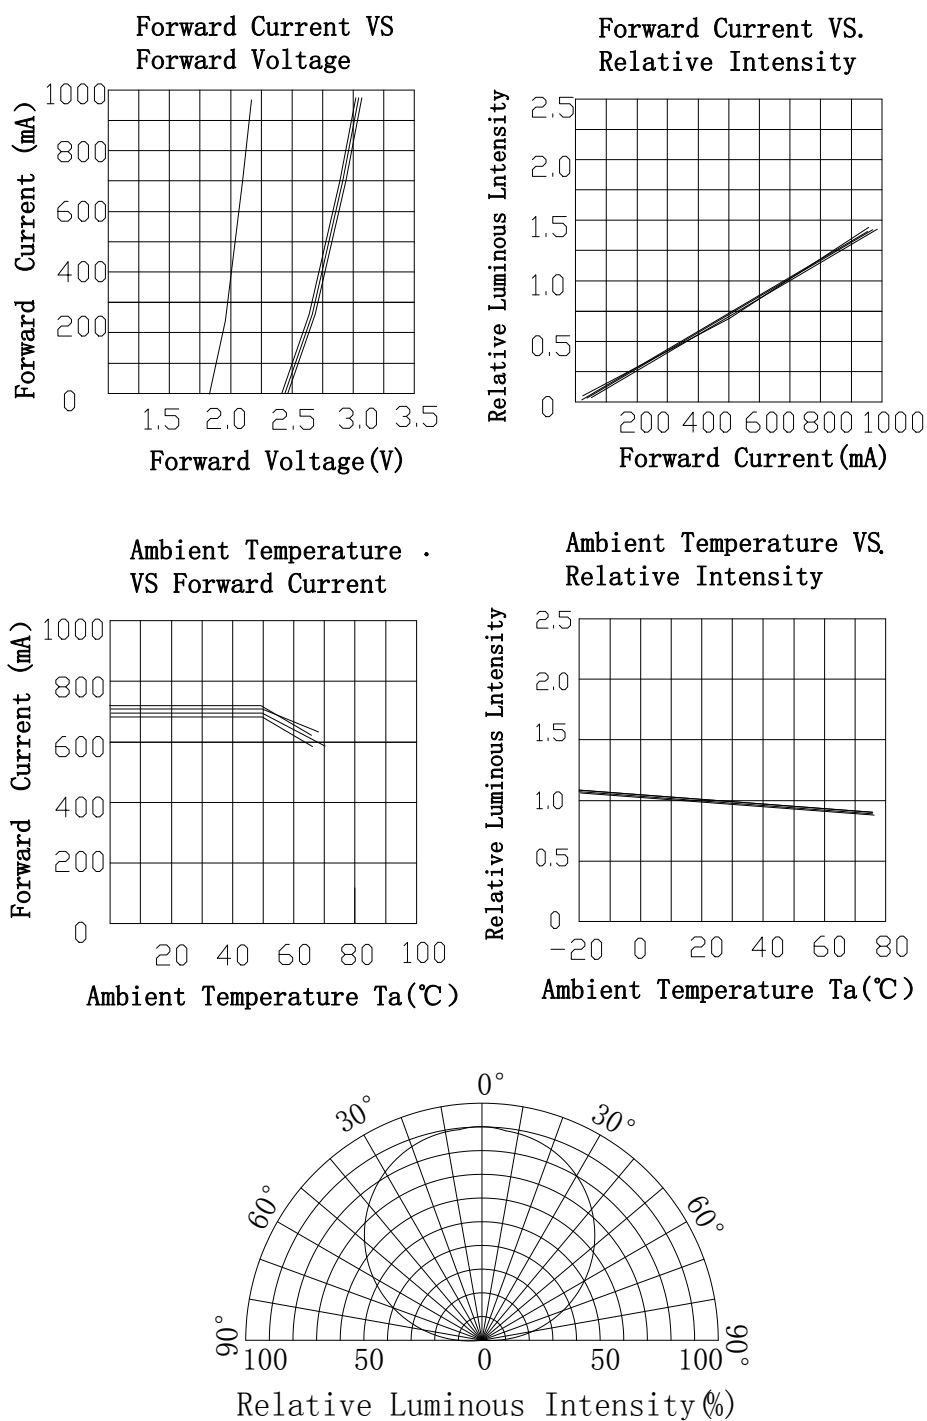 Forward Current VS
Forward Voltage
Forward Current (mA)
1000
800
600
400
200
0
1.5 2.0 2.5 3.0 3.5
Forward Voltage(V)
Forward Current VS.
Relative Intensity
Relative Luminous Lntensity
2.5
2.0
1.5
1.0
0.5
0
200 400 600 800 1000
Forward Current(mA)
Ambient Temperature .
VS Forward Current
Forward Current (mA)
1000
800
600
400
200
0
20 40 60 80 100
Ambient Temperature Ta(℃)
Ambient Temperature VS.
Relative Intensity
Relative Luminous Lntensity
2.5
2.0
1.5
1.0
0.5
0
-20 0 20 40 60 80
Ambient Temperature Ta(℃)
0°
30° 30°
60° 60°
90° 90°
100 50 0 50 100
Relative Luminous Intensity(%)